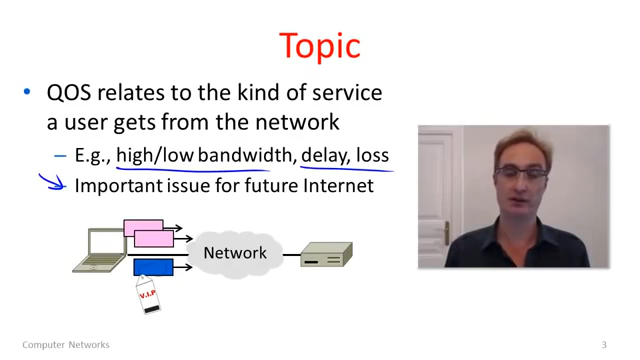 Topic
• QOS relates to the kind of service
a user gets from the network
– E.g., high/low bandwidth, delay, loss
– Important issue for future Internet
Network
V.I.P
Computer Networks
3